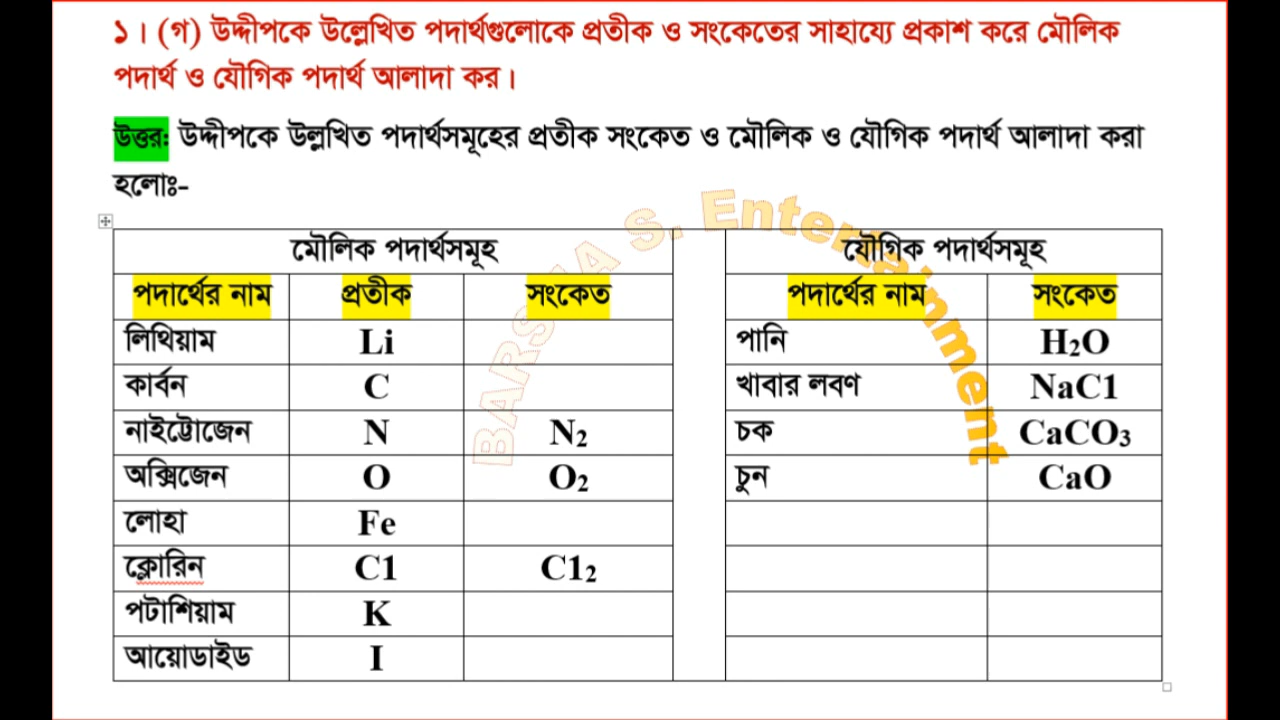 ১। (গ) উদ্দীপকে উল্লেখিত পদার্থগুলোকে প্রতীক ও সংকেতের সাহায্যে প্রকাশ করে মৌলিক
পদার্থ ও যৌগিক পদার্থ আলাদা কর।
উত্তর: উদ্দীপকে উল্লখিত পদার্থসমূহের প্রতীক সংকেত ও মৌলিক ও যৌগিক পদার্থ আলাদা করা
হলোঃ-
BARSHA S. Entertainment
মৌলিক পদার্থসমূহ যৌগিক পদার্থসমূহ
পদার্থের নাম প্রতীক সংকেত পদার্থের নাম সংকেত
লিথিয়াম Li পানি H₂O
কার্বন C খাবার লবণ NaC1
নাইট্টোজেন N N₂ চক CaCO₃
অক্সিজেন O O₂ চুন CaO
লোহা Fe
ক্লোরিন C1 C1₂
পটাশিয়াম K
আয়োডাইড I